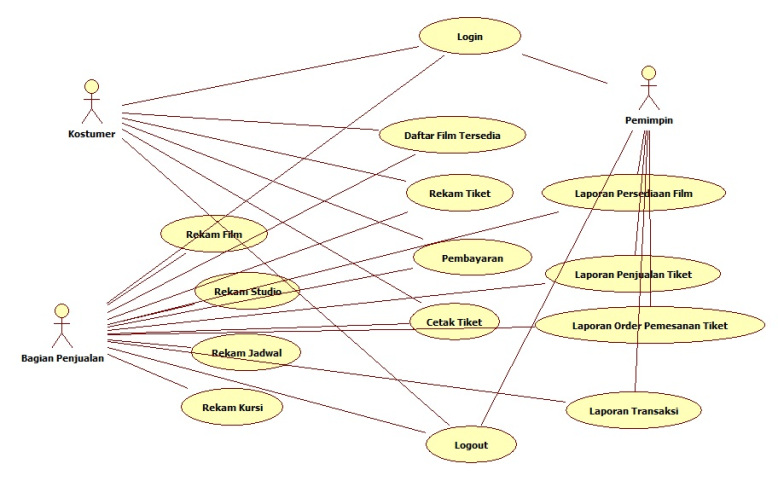 Login
Kostumer
Pemimpin
Daftar Film Tersedia
Rekam Tiket
Laporan Persediaan Film
Rekam Film
Pembayaran
Laporan Penjualan Tiket
Rekam Studio
Cetak Tiket
Laporan Order Pemesanan Tiket
Bagian Penjualan
Rekam Jadwal
Rekam Kursi
Laporan Transaksi
Logout